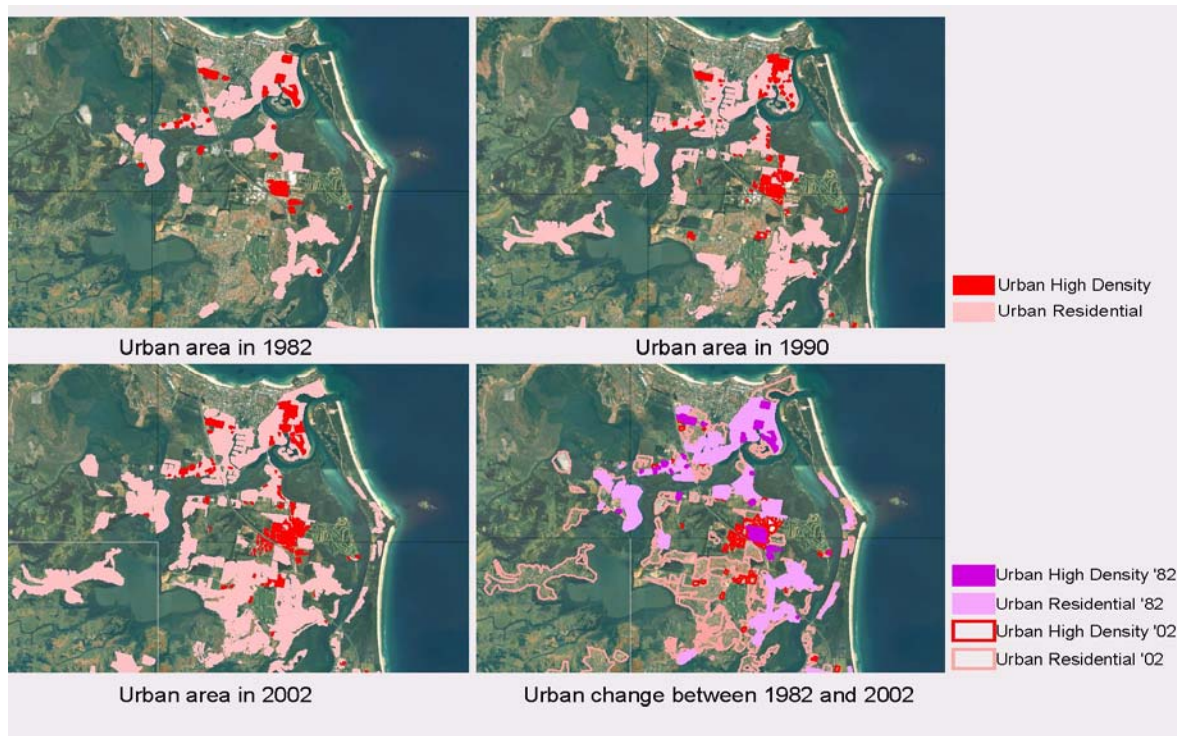 Urban High Density
Urban Residential
Urban area in 1982
Urban area in 1990
Urban High Density '82
Urban Residential '82
Urban High Density '02
Urban Residential '02
Urban area in 2002
Urban change between 1982 and 2002